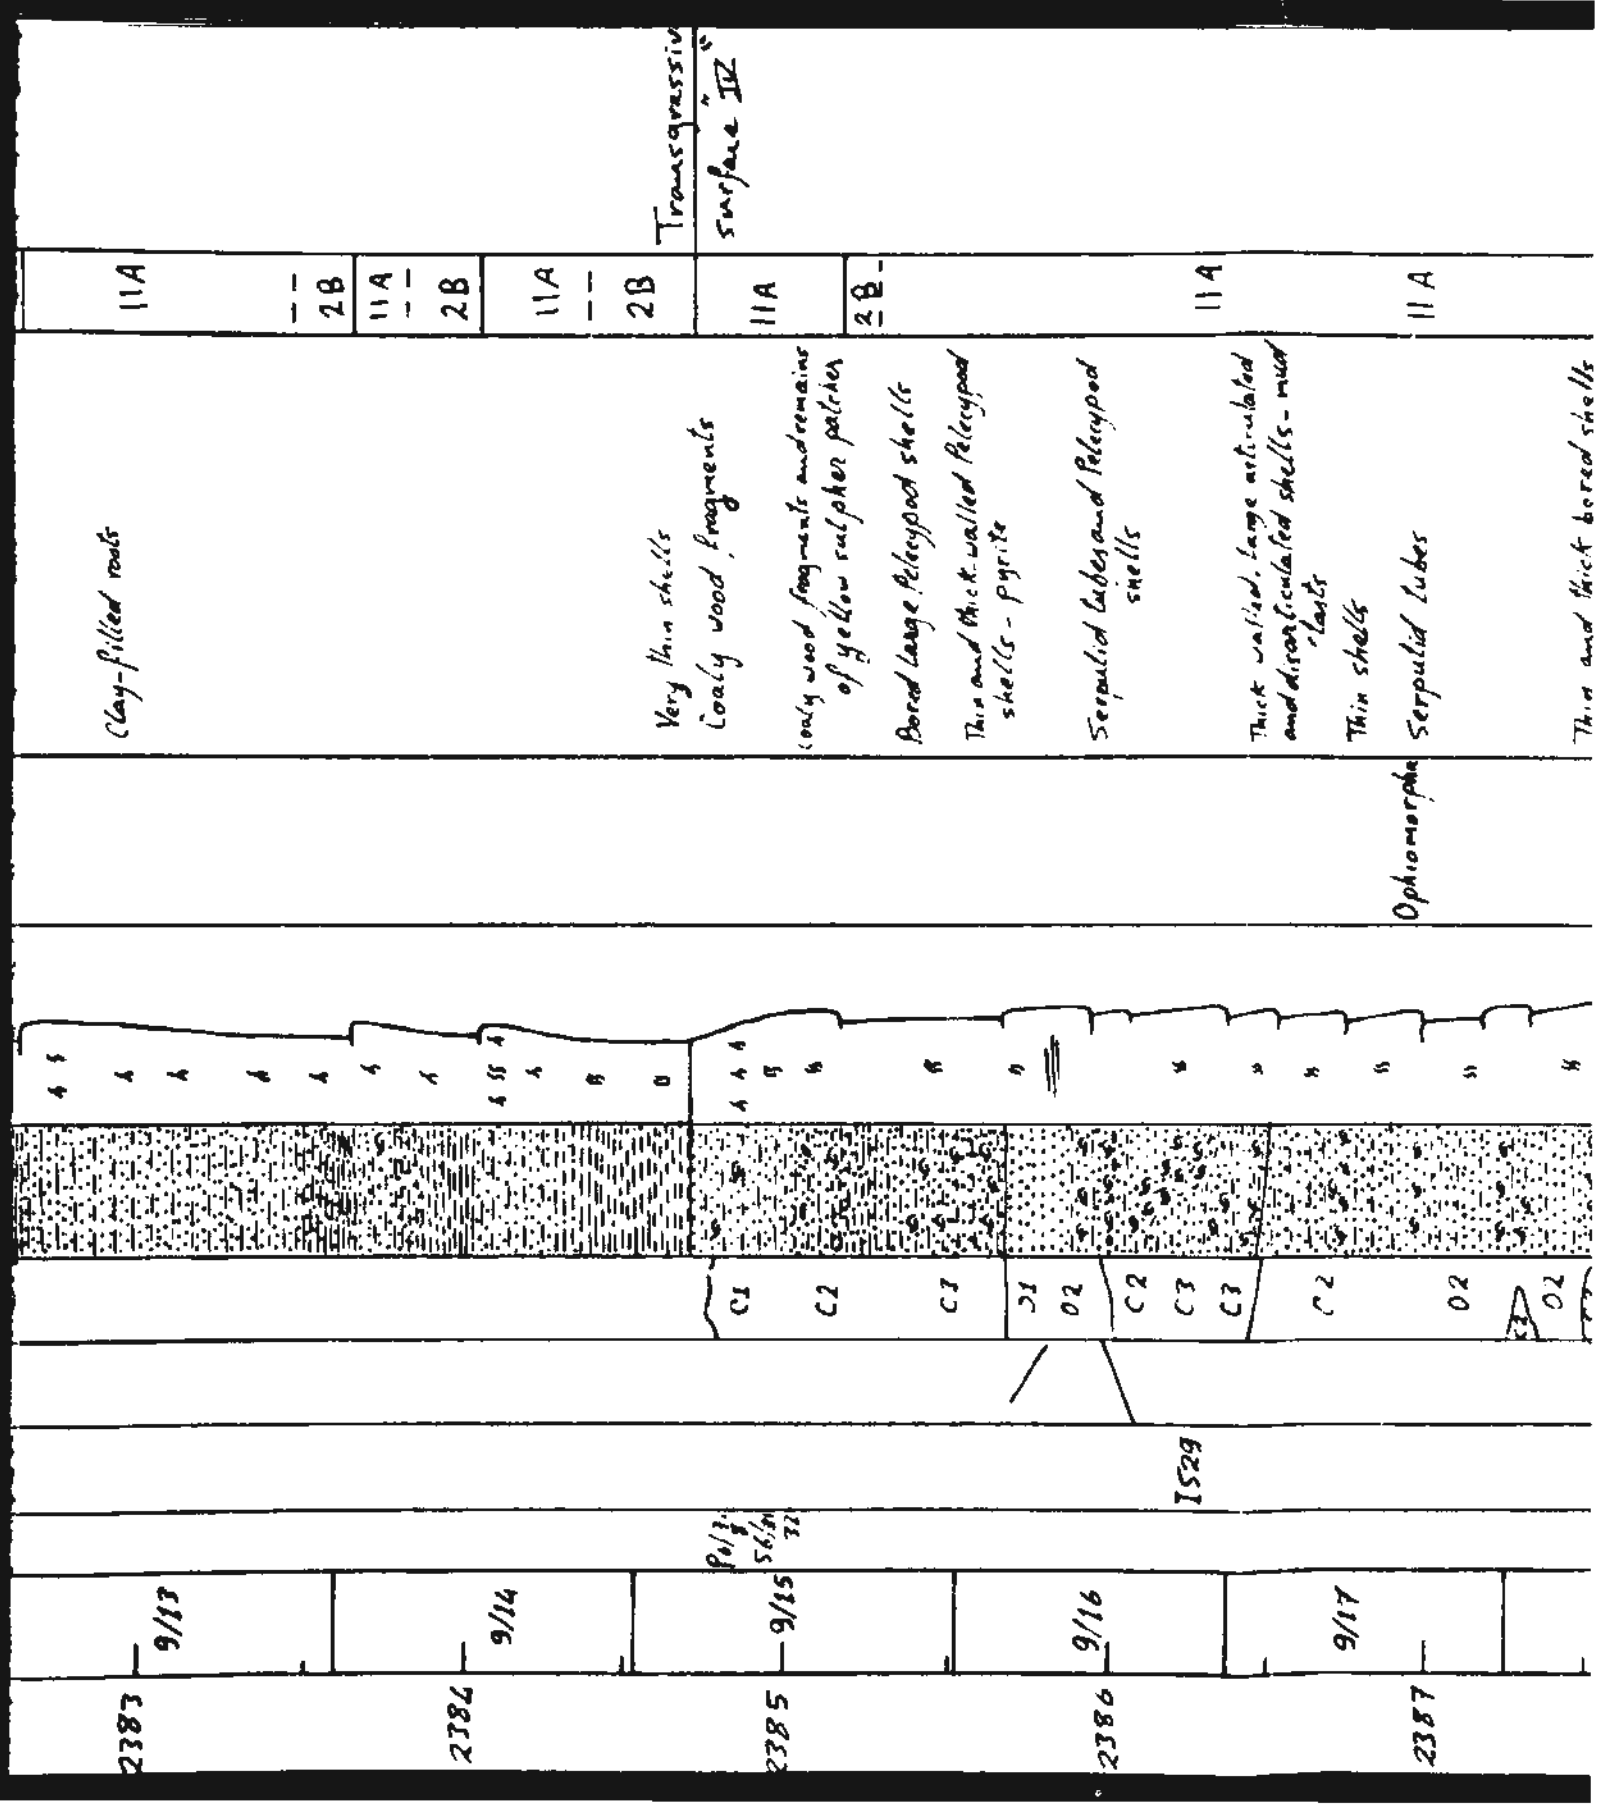 Transgressiv
surface "IV"
11A
2B
11A
2B
11A
2B
11A
2B
11A
11A
Clay-filled roots
Very thin shells
Coaly wood fragments
Coaly wood fragments and remains
of yellow sulpher patches
Bored Large Pelecypod shells
Thin and thick-walled Pelecypod
shells - pyrite
Serpulid tubes and Pelecypod
shells
Thick walled, Large articulated
and disarticulated shells - mud
clasts
Thin shells
Serpulid tubes
Thin and thick bored shells
Ophiomorpha
S
SS
C1
C2
C3
D1
D2
C2
C3
C3
C2
D2
D2
IS29
9/13
9/14
9/15
9/16
9/17
2383
2384
2385
2386
2387